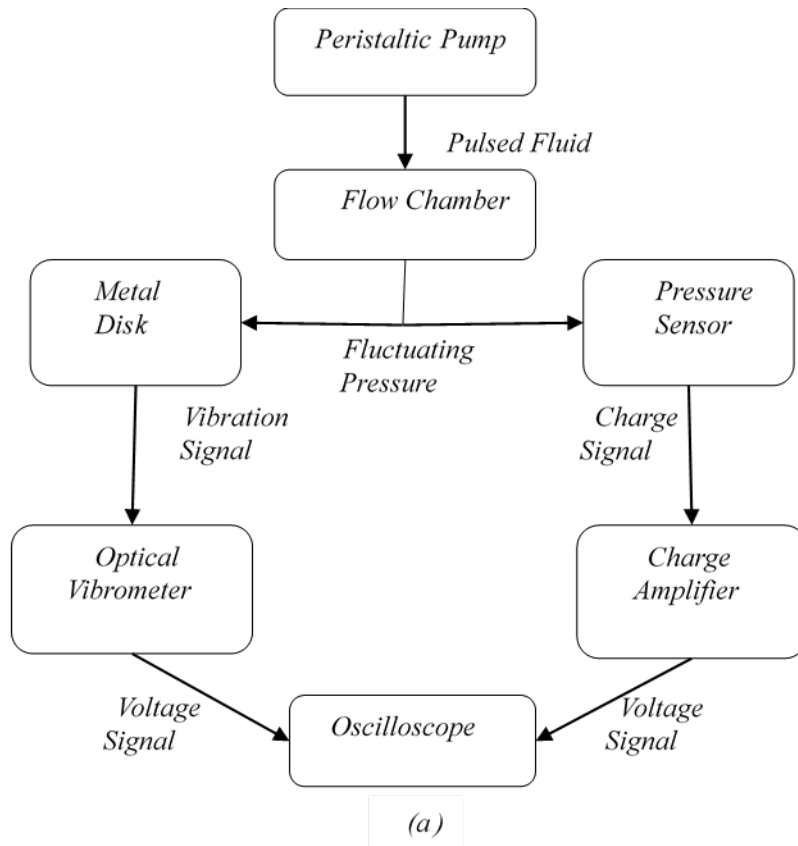 Peristaltic Pump
Pulsed Fluid
Flow Chamber
Metal
Disk
Pressure
Sensor
Fluctuating
Pressure
Vibration
Signal
Charge
Signal
Optical
Vibrometer
Charge
Amplifier
Voltage
Signal
Oscilloscope
Voltage
Signal
(a)